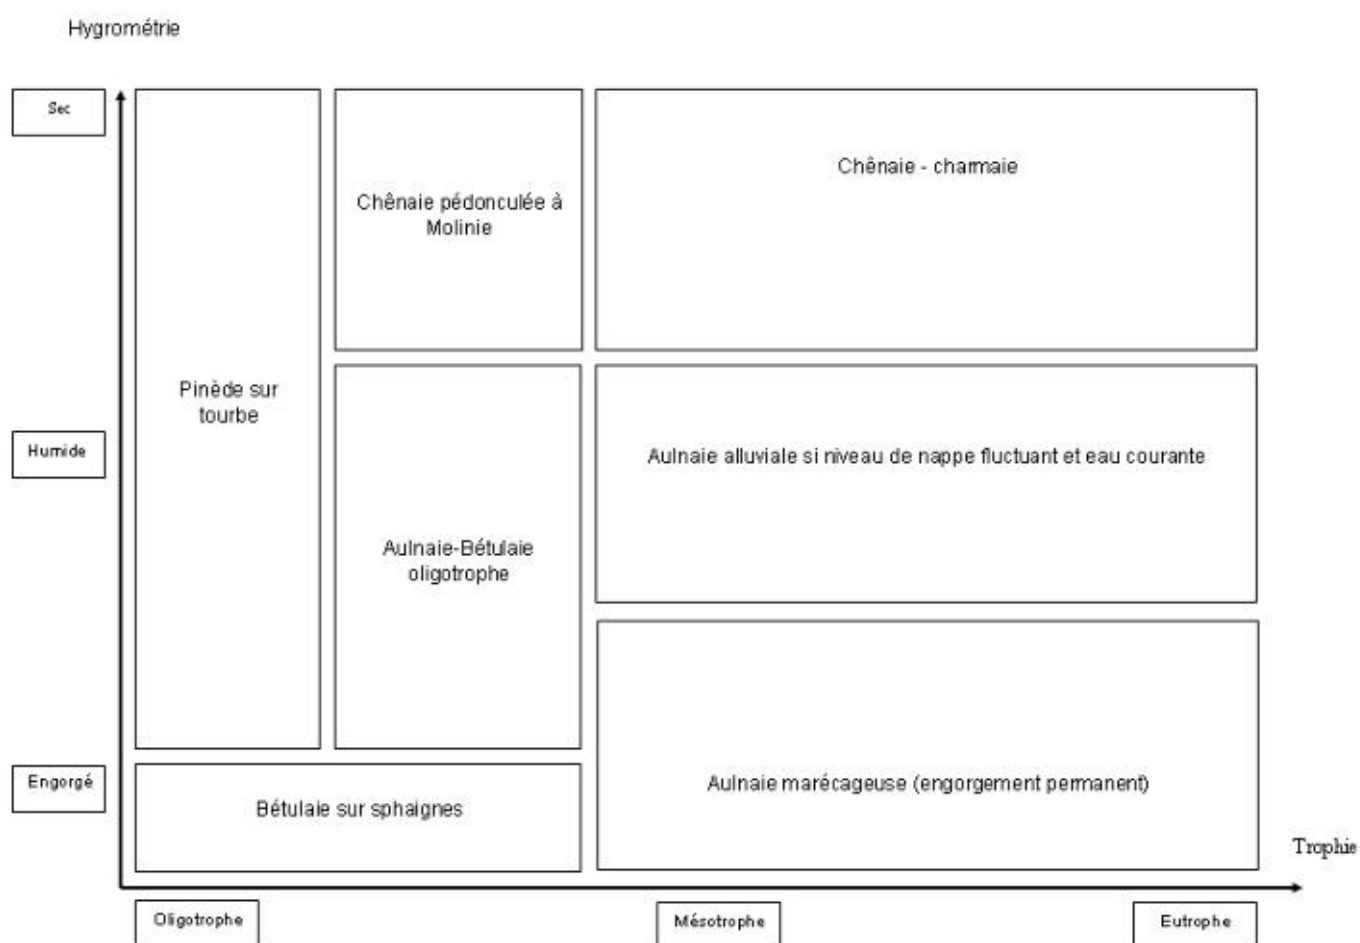 Hygrométrie
Sec
Chênaie - charmaie
Chênaie pédonculée à
Molinie
Pinède sur
tourbe
Humide
Aulnaie alluviale si niveau de nappe fluctuant et eau courante
Aulnaie-Bétulaie
oligotrophe
Engorgé
Bétulaie sur sphaignes
Aulnaie marécageuse (engorgement permanent)
Trophie
Oligotrophe
Mésotrophe
Eutrophe